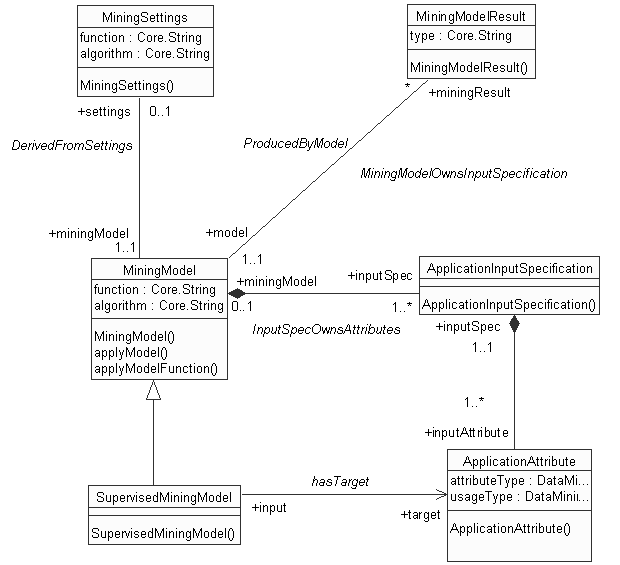 MiningSettings
function : Core.String
algorithm : Core.String
MiningSettings()
MiningModelResult
type : Core.String
MiningModelResult()
+settings
0..1
*
+miningResult
DerivedFromSettings
ProducedByModel
MiningModelOwnsInputSpecification
+miningModel
1..1
+model
1..1
MiningModel
function : Core.String
algorithm : Core.String
MiningModel()
applyModel()
applyModelFunction()
+miningModel
0..1
+inputSpec
1..*
InputSpecOwnsAttributes
ApplicationInputSpecification
ApplicationInputSpecification()
+inputSpec
1..1
1..*
+inputAttribute
SupervisedMiningModel
SupervisedMiningModel()
hasTarget
+input
+target
ApplicationAttribute
attributeType : DataMi...
usageType : DataMinii...
ApplicationAttribute()